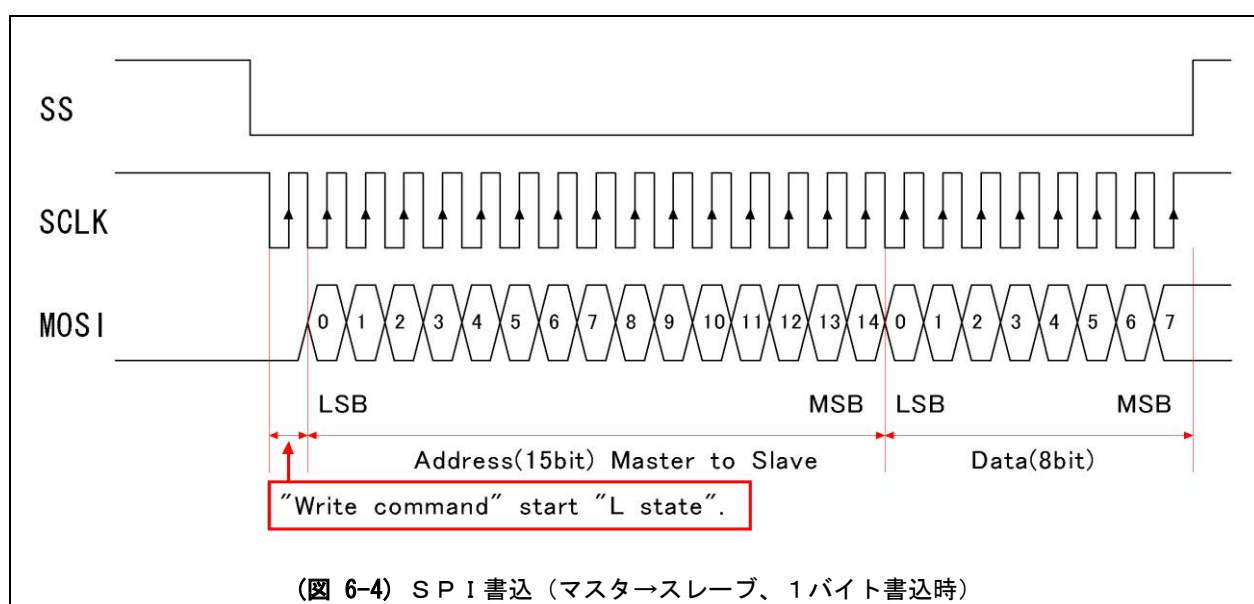 SS
SCLK
MOSI
0 1 2 3 4 5 6 7 8 9 10 11 12 13 14 0 1 2 3 4 5 6 7
LSB MSB LSB MSB
Address(15bit) Master to Slave Data(8bit)
"Write command" start "L state".
(図 6-4) ＳＰＩ書込（マスタ→スレーブ、１バイト書込時）